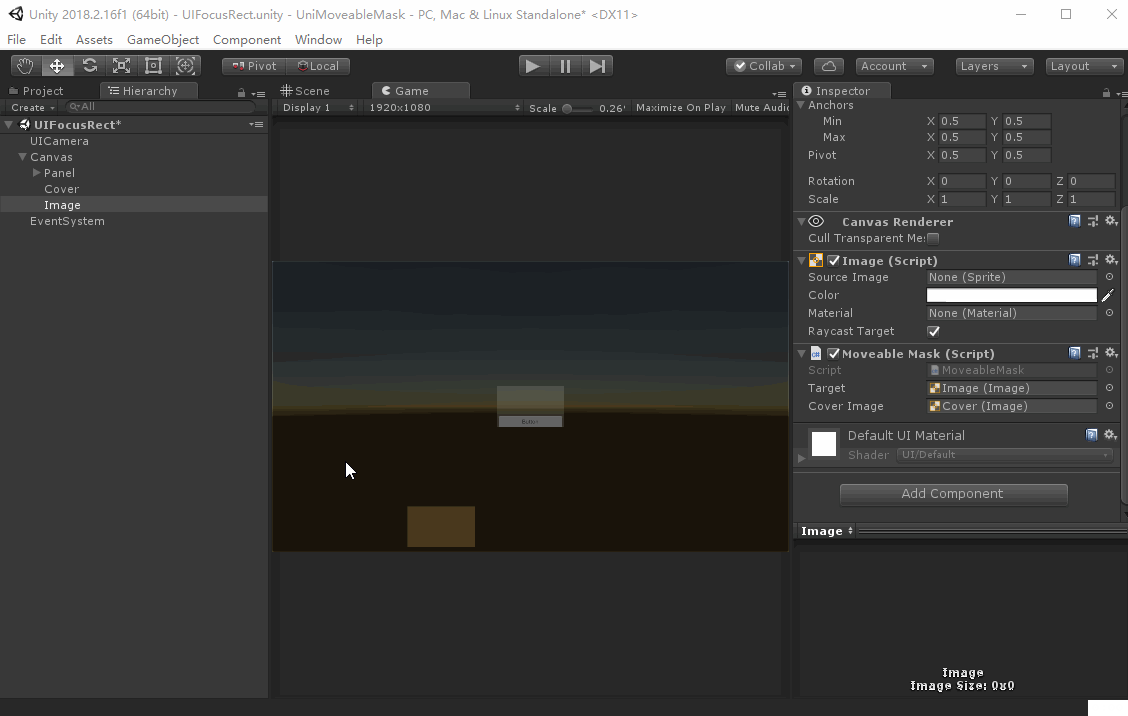 Unity 2018.2.16f1 (64bit) - UIFocusRect.unity - UniMoveableMask - PC, Mac & Linux Standalone* <DX11>
File Edit Assets GameObject Component Window Help
Pivot Local Collab Account Layers Layout
Project Hierarchy Scene Game Inspector
Create All Display 1 1920x1080 Scale 0.26 Maximize On Play Mute Audi
Anchors
UIFocusRect*
Min X 0.5 Y 0.5
UICamera
Max X 0.5 Y 0.5
Canvas
Pivot X 0.5 Y 0.5
Panel
Rotation X 0 Y 0 Z 0
Cover
Scale X 1 Y 1 Z 1
Image
EventSystem
Canvas Renderer
Cull Transparent Me
Image (Script)
Source Image None (Sprite)
Color
Material None (Material)
Raycast Target
Moveable Mask (Script)
Script MoveableMask
Target Image (Image)
Cover Image Cover (Image)
Button
Default UI Material
Shader UI/Default
Add Component
Image
Image
Image Size: 0x0